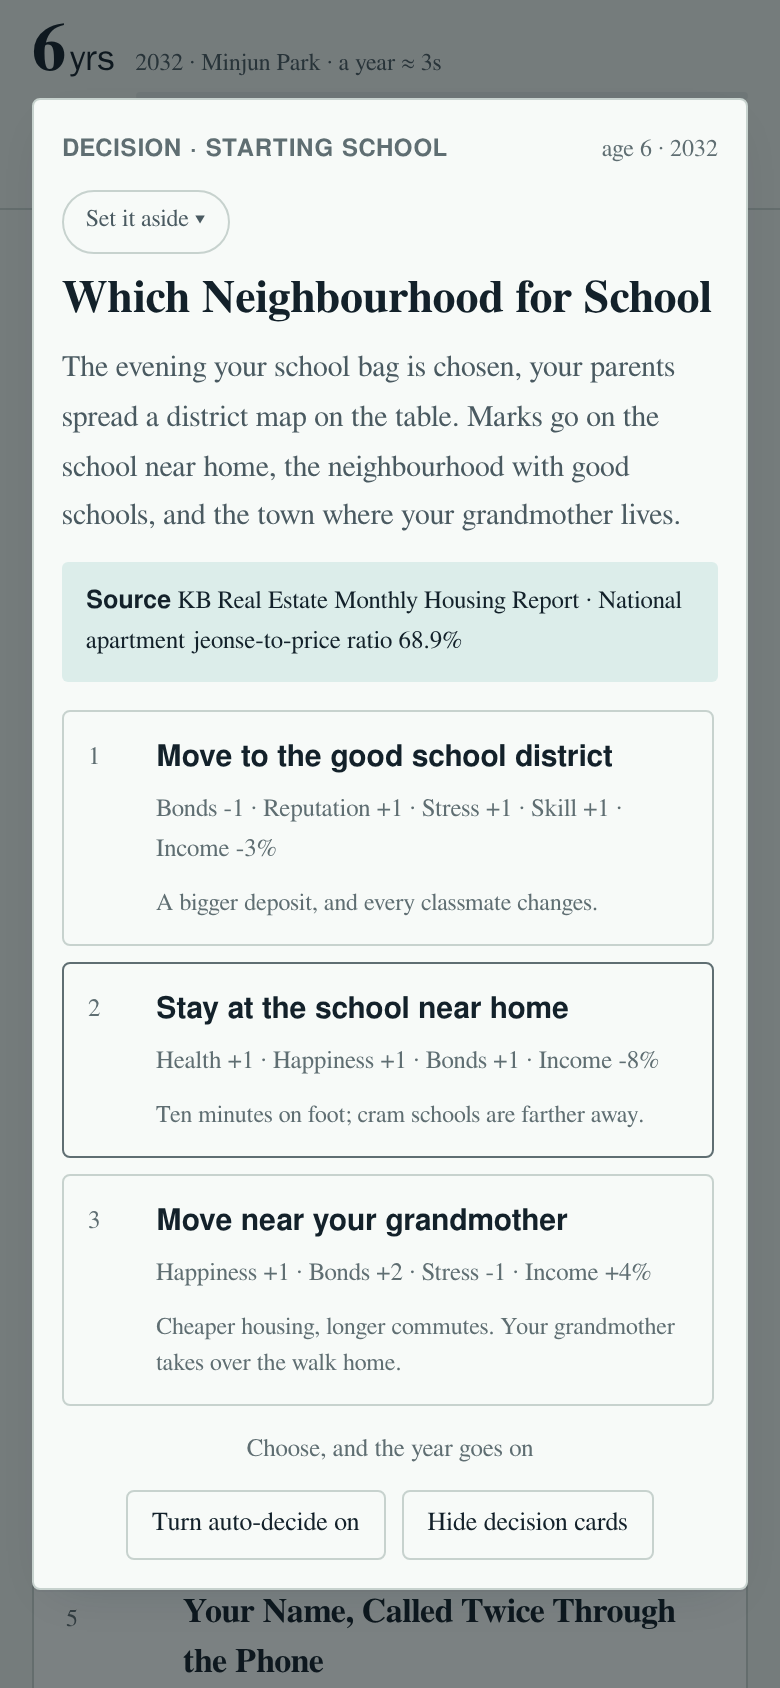 6 yrs 2032 · Minjun Park · a year ≈ 3s
DECISION · STARTING SCHOOL
age 6 · 2032
Set it aside ▾
Which Neighbourhood for School
The evening your school bag is chosen, your parents
spread a district map on the table. Marks go on the
school near home, the neighbourhood with good
schools, and the town where your grandmother lives.
Source KB Real Estate Monthly Housing Report · National
apartment jeonse-to-price ratio 68.9%
1 Move to the good school district
Bonds -1 · Reputation +1 · Stress +1 · Skill +1 ·
Income -3%
A bigger deposit, and every classmate changes.
2 Stay at the school near home
Health +1 · Happiness +1 · Bonds +1 · Income -8%
Ten minutes on foot; cram schools are farther away.
3 Move near your grandmother
Happiness +1 · Bonds +2 · Stress -1 · Income +4%
Cheaper housing, longer commutes. Your grandmother
takes over the walk home.
Choose, and the year goes on
Turn auto-decide on
Hide decision cards
5 Your Name, Called Twice Through
the Phone